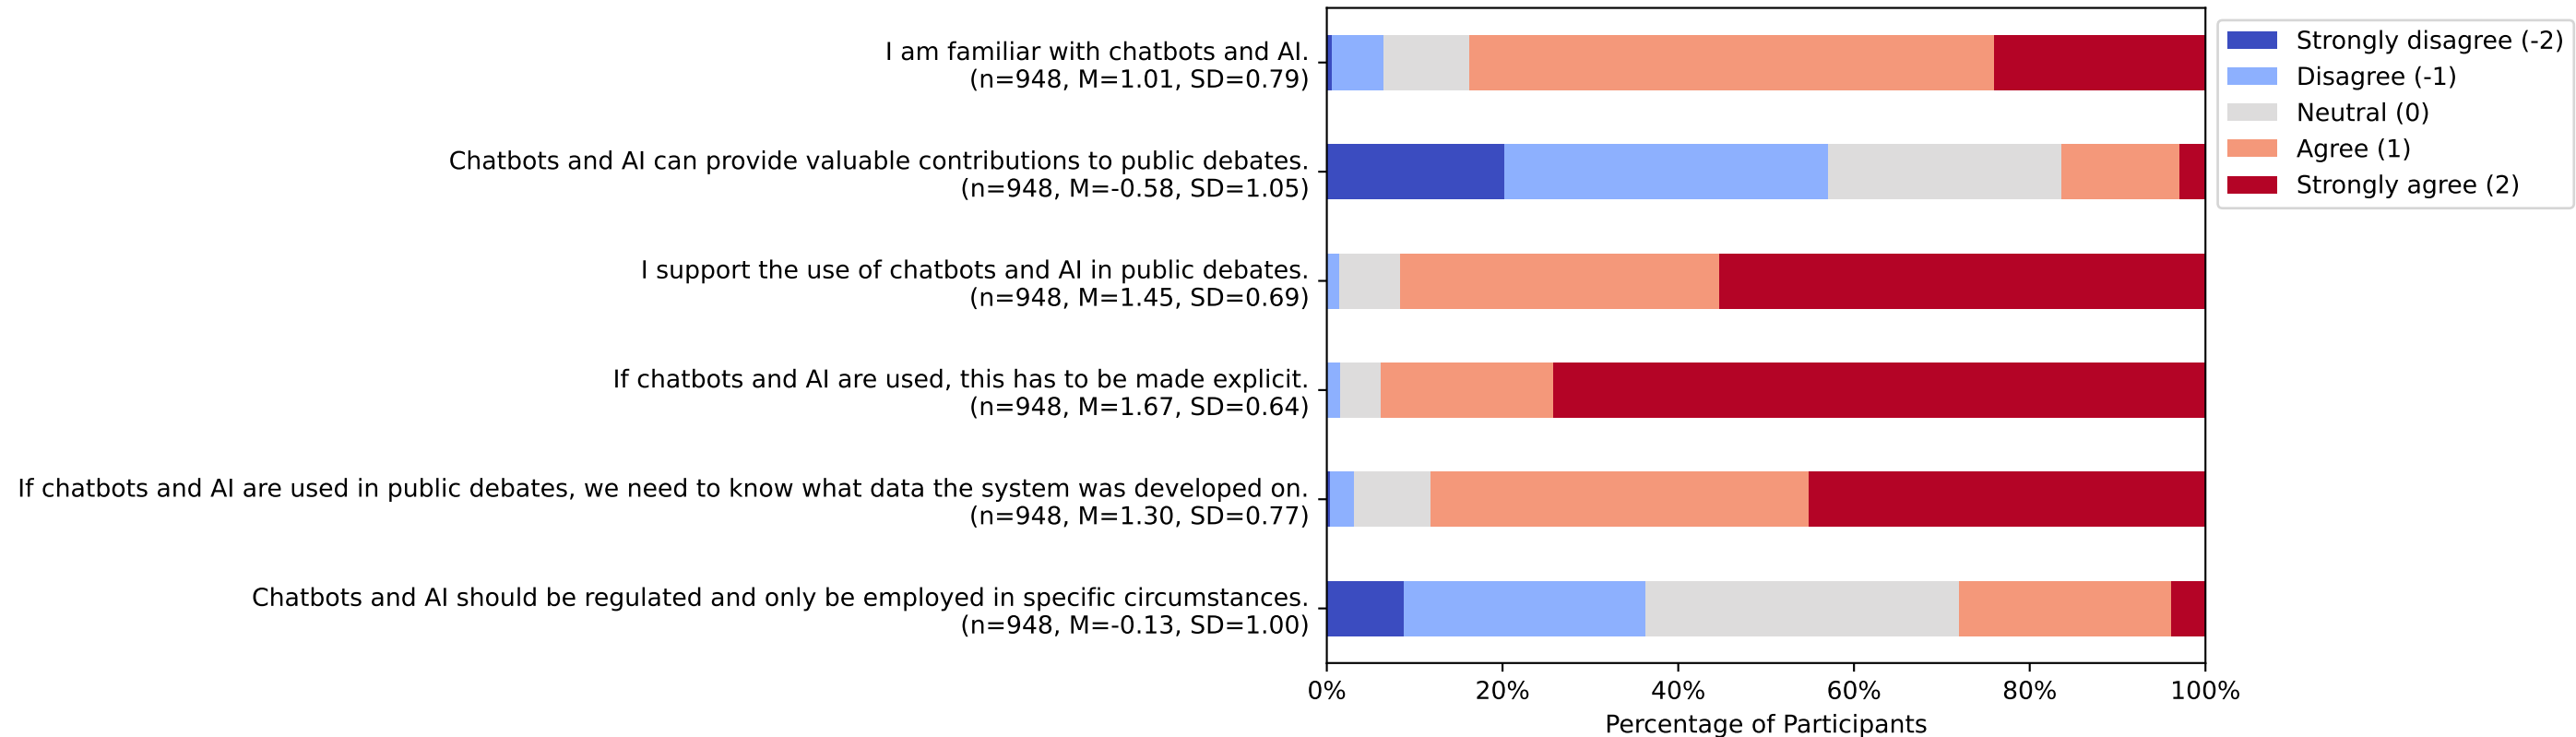 I am familiar with chatbots and AI.
(n=948, M=1.01, SD=0.79)
Chatbots and AI can provide valuable contributions to public debates.
(n=948, M=-0.58, SD=1.05)
I support the use of chatbots and AI in public debates.
(n=948, M=1.45, SD=0.69)
If chatbots and AI are used, this has to be made explicit.
(n=948, M=1.67, SD=0.64)
If chatbots and AI are used in public debates, we need to know what data the system was developed on.
(n=948, M=1.30, SD=0.77)
Chatbots and AI should be regulated and only be employed in specific circumstances.
(n=948, M=-0.13, SD=1.00)
0% 20% 40% 60% 80% 100%
Percentage of Participants
Strongly disagree (-2)
Disagree (-1)
Neutral (0)
Agree (1)
Strongly agree (2)